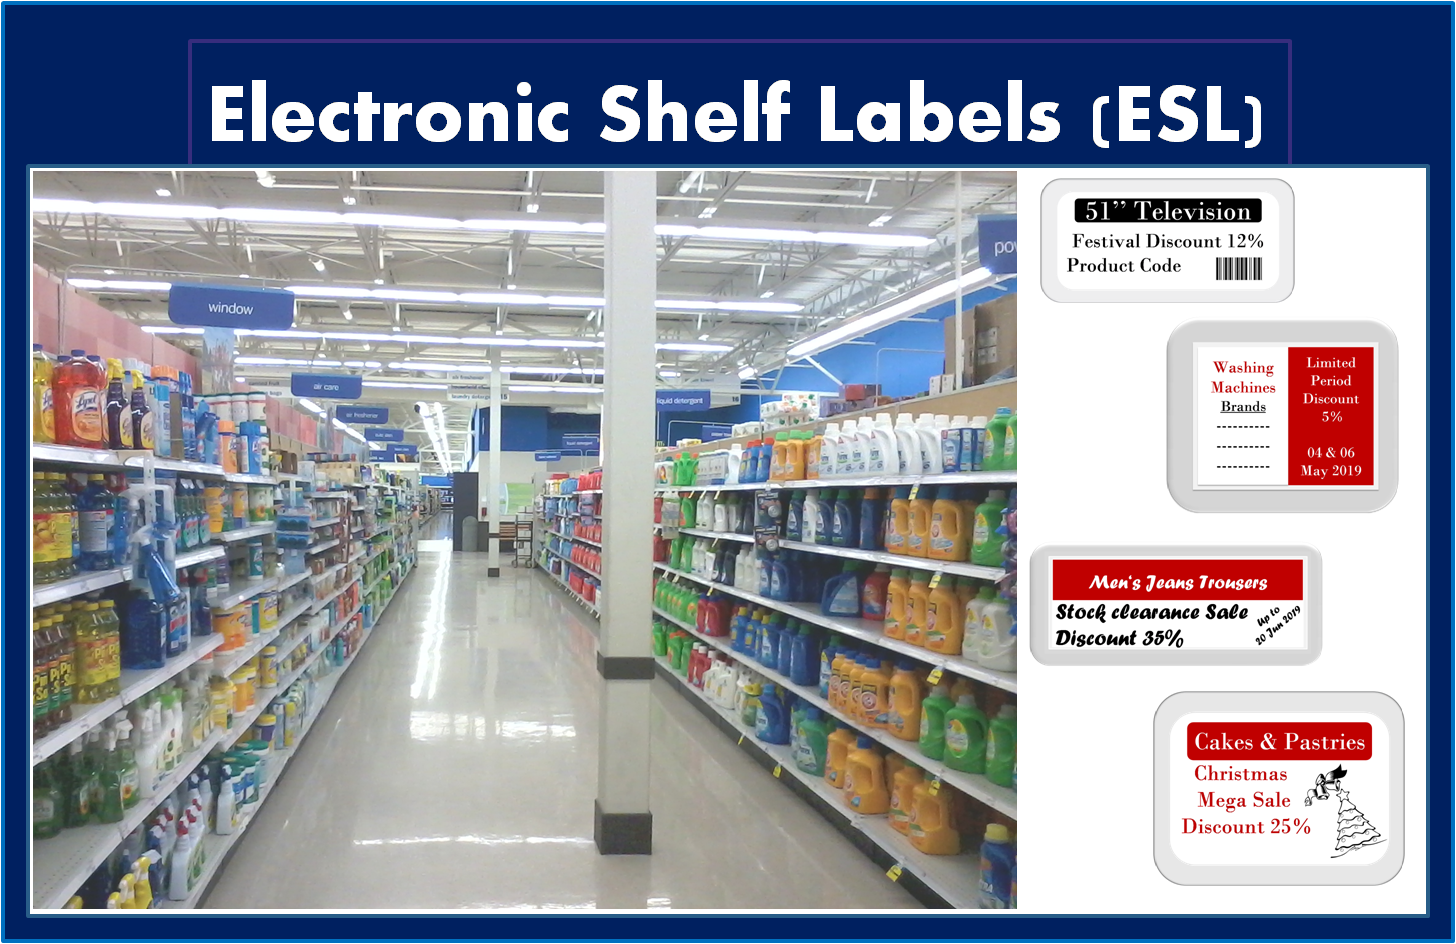 Electronic Shelf Labels (ESL)
window
air care
air freshener
liquid detergent
16
15
51’’ Television
Festival Discount 12%
Product Code
Washing
Machines
Brands
----------
----------
----------
Limited
Period
Discount
5%
04 & 06
May 2019
Men's Jeans Trousers
Stock clearance Sale
Discount 35%
Up to
20 Jun 2019
Cakes & Pastries
Christmas
Mega Sale
Discount 25%